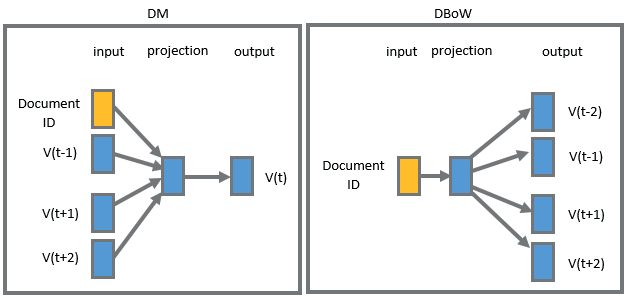 DM
input projection output
Document
ID
V(t-1)
V(t+1)
V(t+2)
V(t)
DBoW
input projection output
Document
ID
V(t-2)
V(t-1)
V(t+1)
V(t+2)